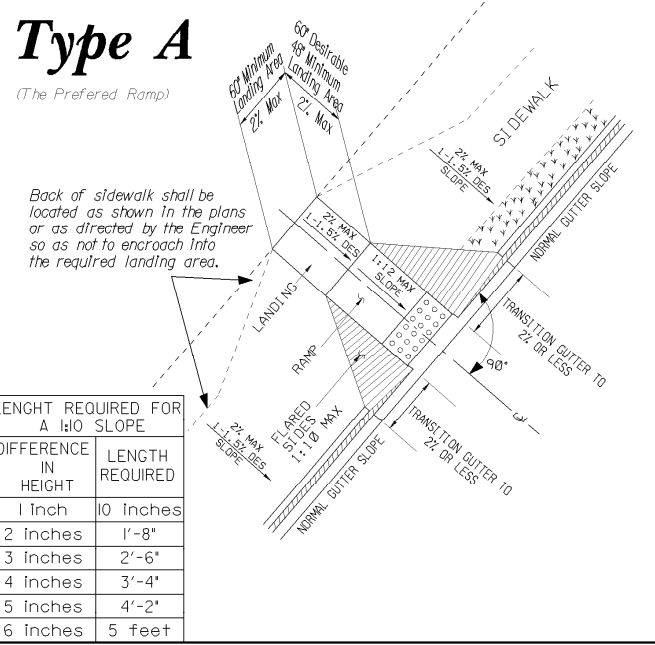 Type A
(The Prefered Ramp)
60" Minimum
Landing Area
2% Max
60" Desirable
48" Minimum
Landing Area
2% Max
Back of sidewalk shall be
located as shown in the plans
or as directed by the Engineer
so as not to encroach into
the required landing area.
SIDEWALK
2% MAX
1-1.5% DES.
SLOPE
NORMAL GUTTER SLOPE
2% MAX
1-1.5% DES
1:12 MAX
SLOPE
LANDING
RAMP
FLARED
SIDES
1:10 MAX
TRANSITION GUTTER TO
2% OR LESS
90°
TRANSITION GUTTER TO
2% OR LESS
2% MAX
1-1.5% DES.
SLOPE
NORMAL GUTTER SLOPE
LENGHT REQUIRED FOR
A 1:10 SLOPE
DIFFERENCE
IN
HEIGHT
LENGTH
REQUIRED
1 inch 10 inches
2 inches 1'-8"
3 inches 2'-6"
4 inches 3'-4"
5 inches 4'-2"
6 inches 5 feet